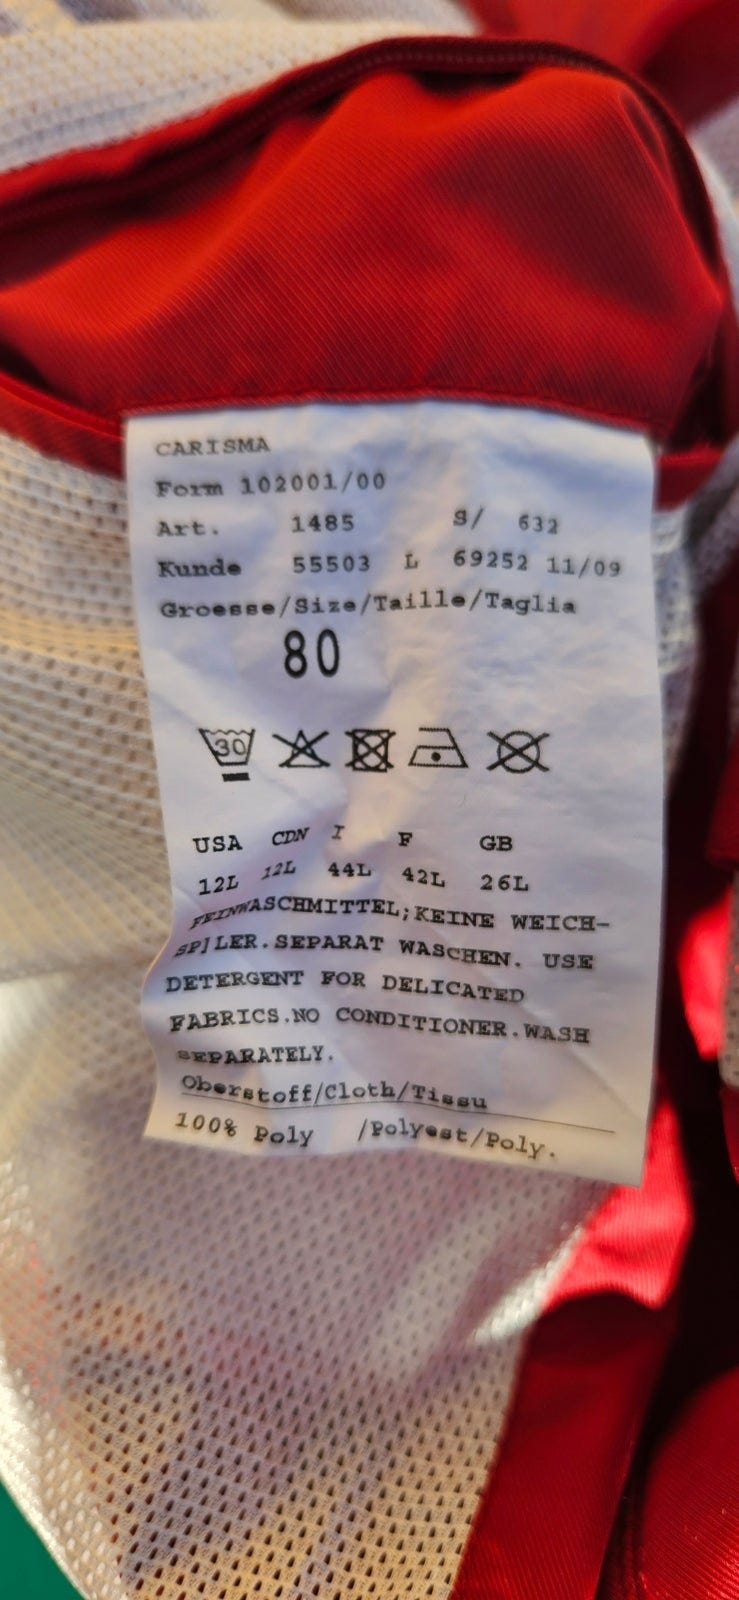 CARISMA
Form 102001/00
Art. 1485 S/ 632
Kunde 55503 L 69252 11/09
Groesse/Size/Taille/Taglia
80
30
USA CDN I F GB
12L 12L 44L 42L 26L
FEINWASCHMITTEL;KEINE WEICH-
SP]LER.SEPARAT WASCHEN. USE
DETERGENT FOR DELICATED
FABRICS.NO CONDITIONER.WASH
SEPARATELY.
Oberstoff/Cloth/Tissu
100% Poly /Polyest/Poly.